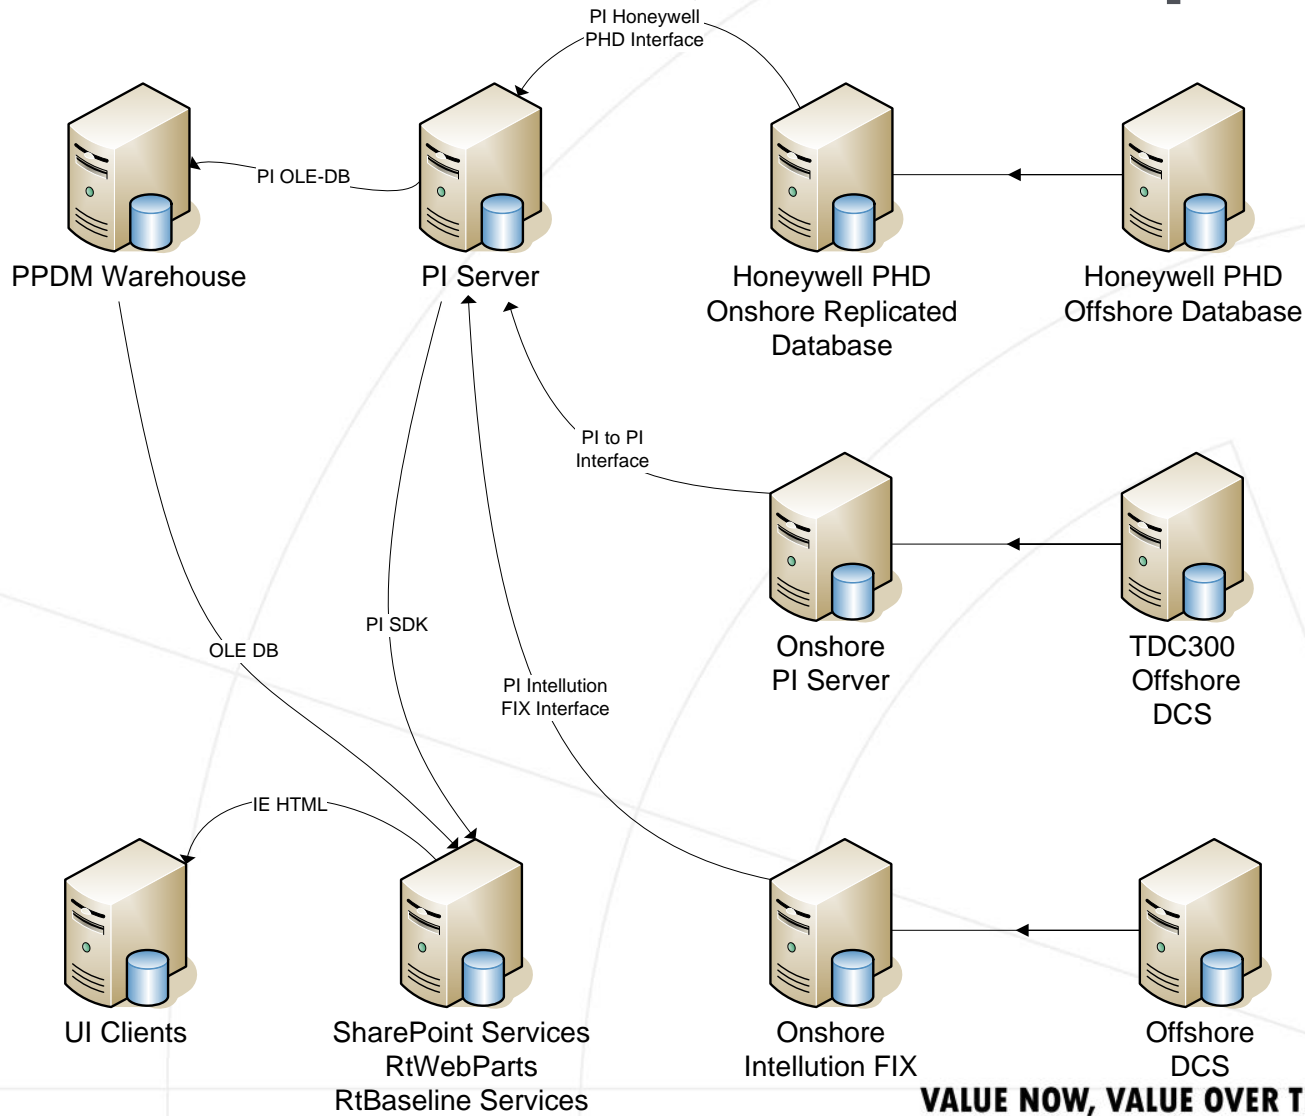 PI Honeywell
PHD Interface
PI OLE-DB
PPDM Warehouse
PI Server
Honeywell PHD
Onshore Replicated
Database
Honeywell PHD
Offshore Database
PI to PI
Interface
OLE DB
PI SDK
PI Intellution
FIX Interface
Onshore
PI Server
TDC300
Offshore
DCS
IE HTML
UI Clients
SharePoint Services
RtWebParts
RtBaseline Services
Onshore
Intellution FIX
Offshore
DCS
VALUE NOW, VALUE OVER T